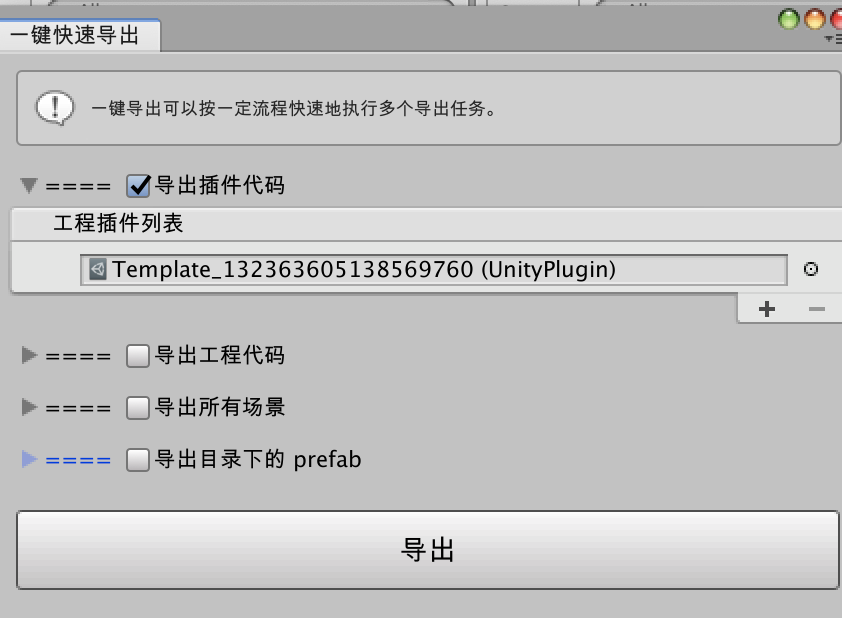 一键快速导出
一键导出可以按一定流程快速地执行多个导出任务。
==== 导出插件代码
工程插件列表
Template_132363605138569760 (UnityPlugin)
==== 导出工程代码
==== 导出所有场景
==== 导出目录下的 prefab
导出